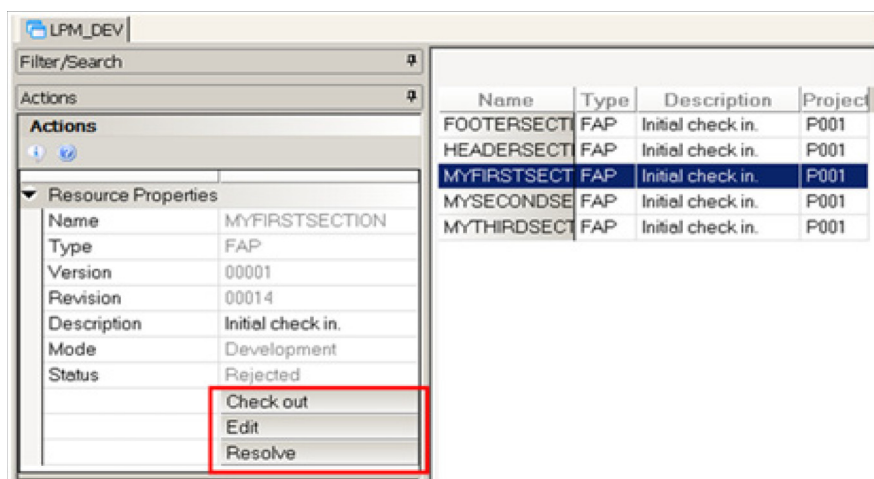 LPM_DEV
Filter/Search
Actions
Actions
Resource Properties
Name MYFIRSTSECTION
Type FAP
Version 00001
Revision 00014
Description Initial check in.
Mode Development
Status Rejected
Check out
Edit
Resolve
Name Type Description Project
FOOTERSECTI FAP Initial check in. P001
HEADERSECTI FAP Initial check in. P001
MYFIRSTSECT FAP Initial check in. P001
MYSECONDSE FAP Initial check in. P001
MYTHIRDSECT FAP Initial check in. P001